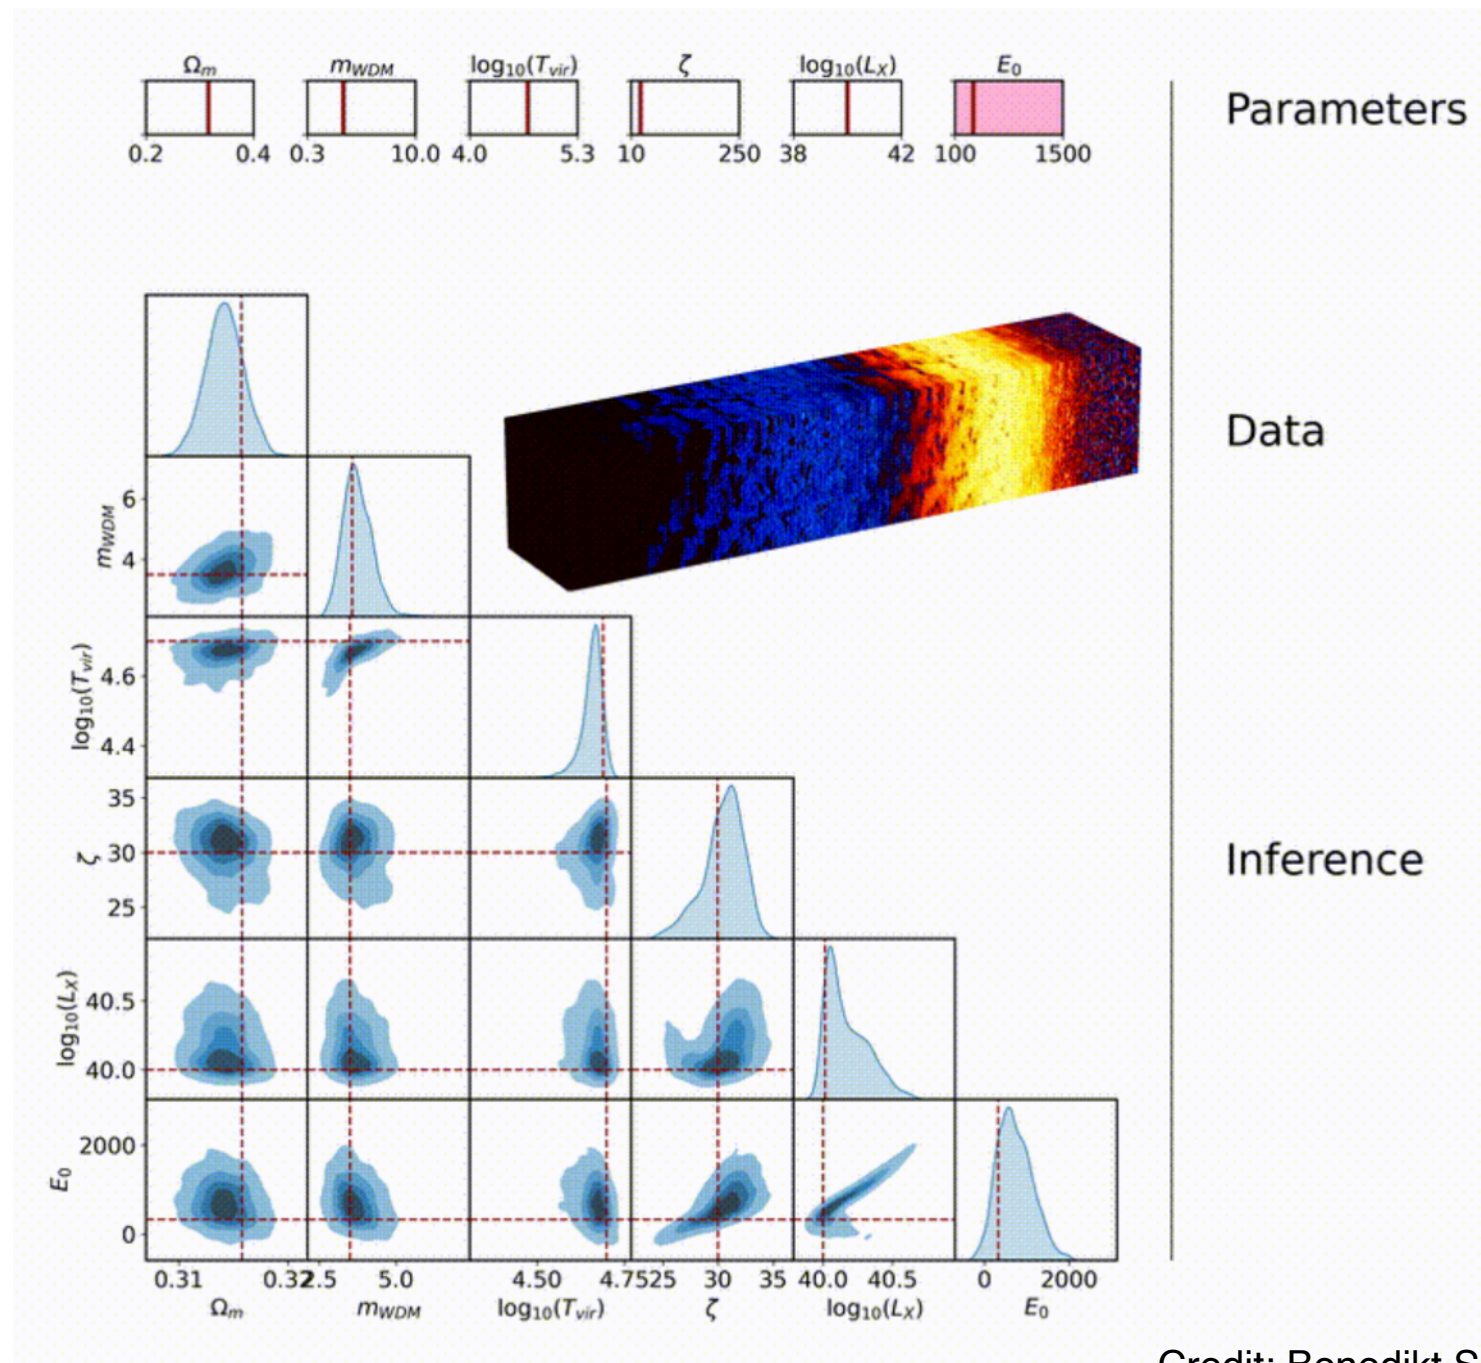 Ωm mWDM log10(Tvir) ζ log10(LX) E0
0.2 0.4 0.3 10.0 4.0 5.3 10 250 38 42 100 1500
Parameters
Data
6
mWDM
4
log10(Tvir)
4.6
4.4
35
ζ 30
25
Inference
log10(LX)
40.5
40.0
2000
E0
0
0.31 0.32 2.5 5.0 4.50 4.75 25 30 35 40.0 40.5 0 2000
Ωm mWDM log10(Tvir) ζ log10(LX) E0
Credit: Benedikt S